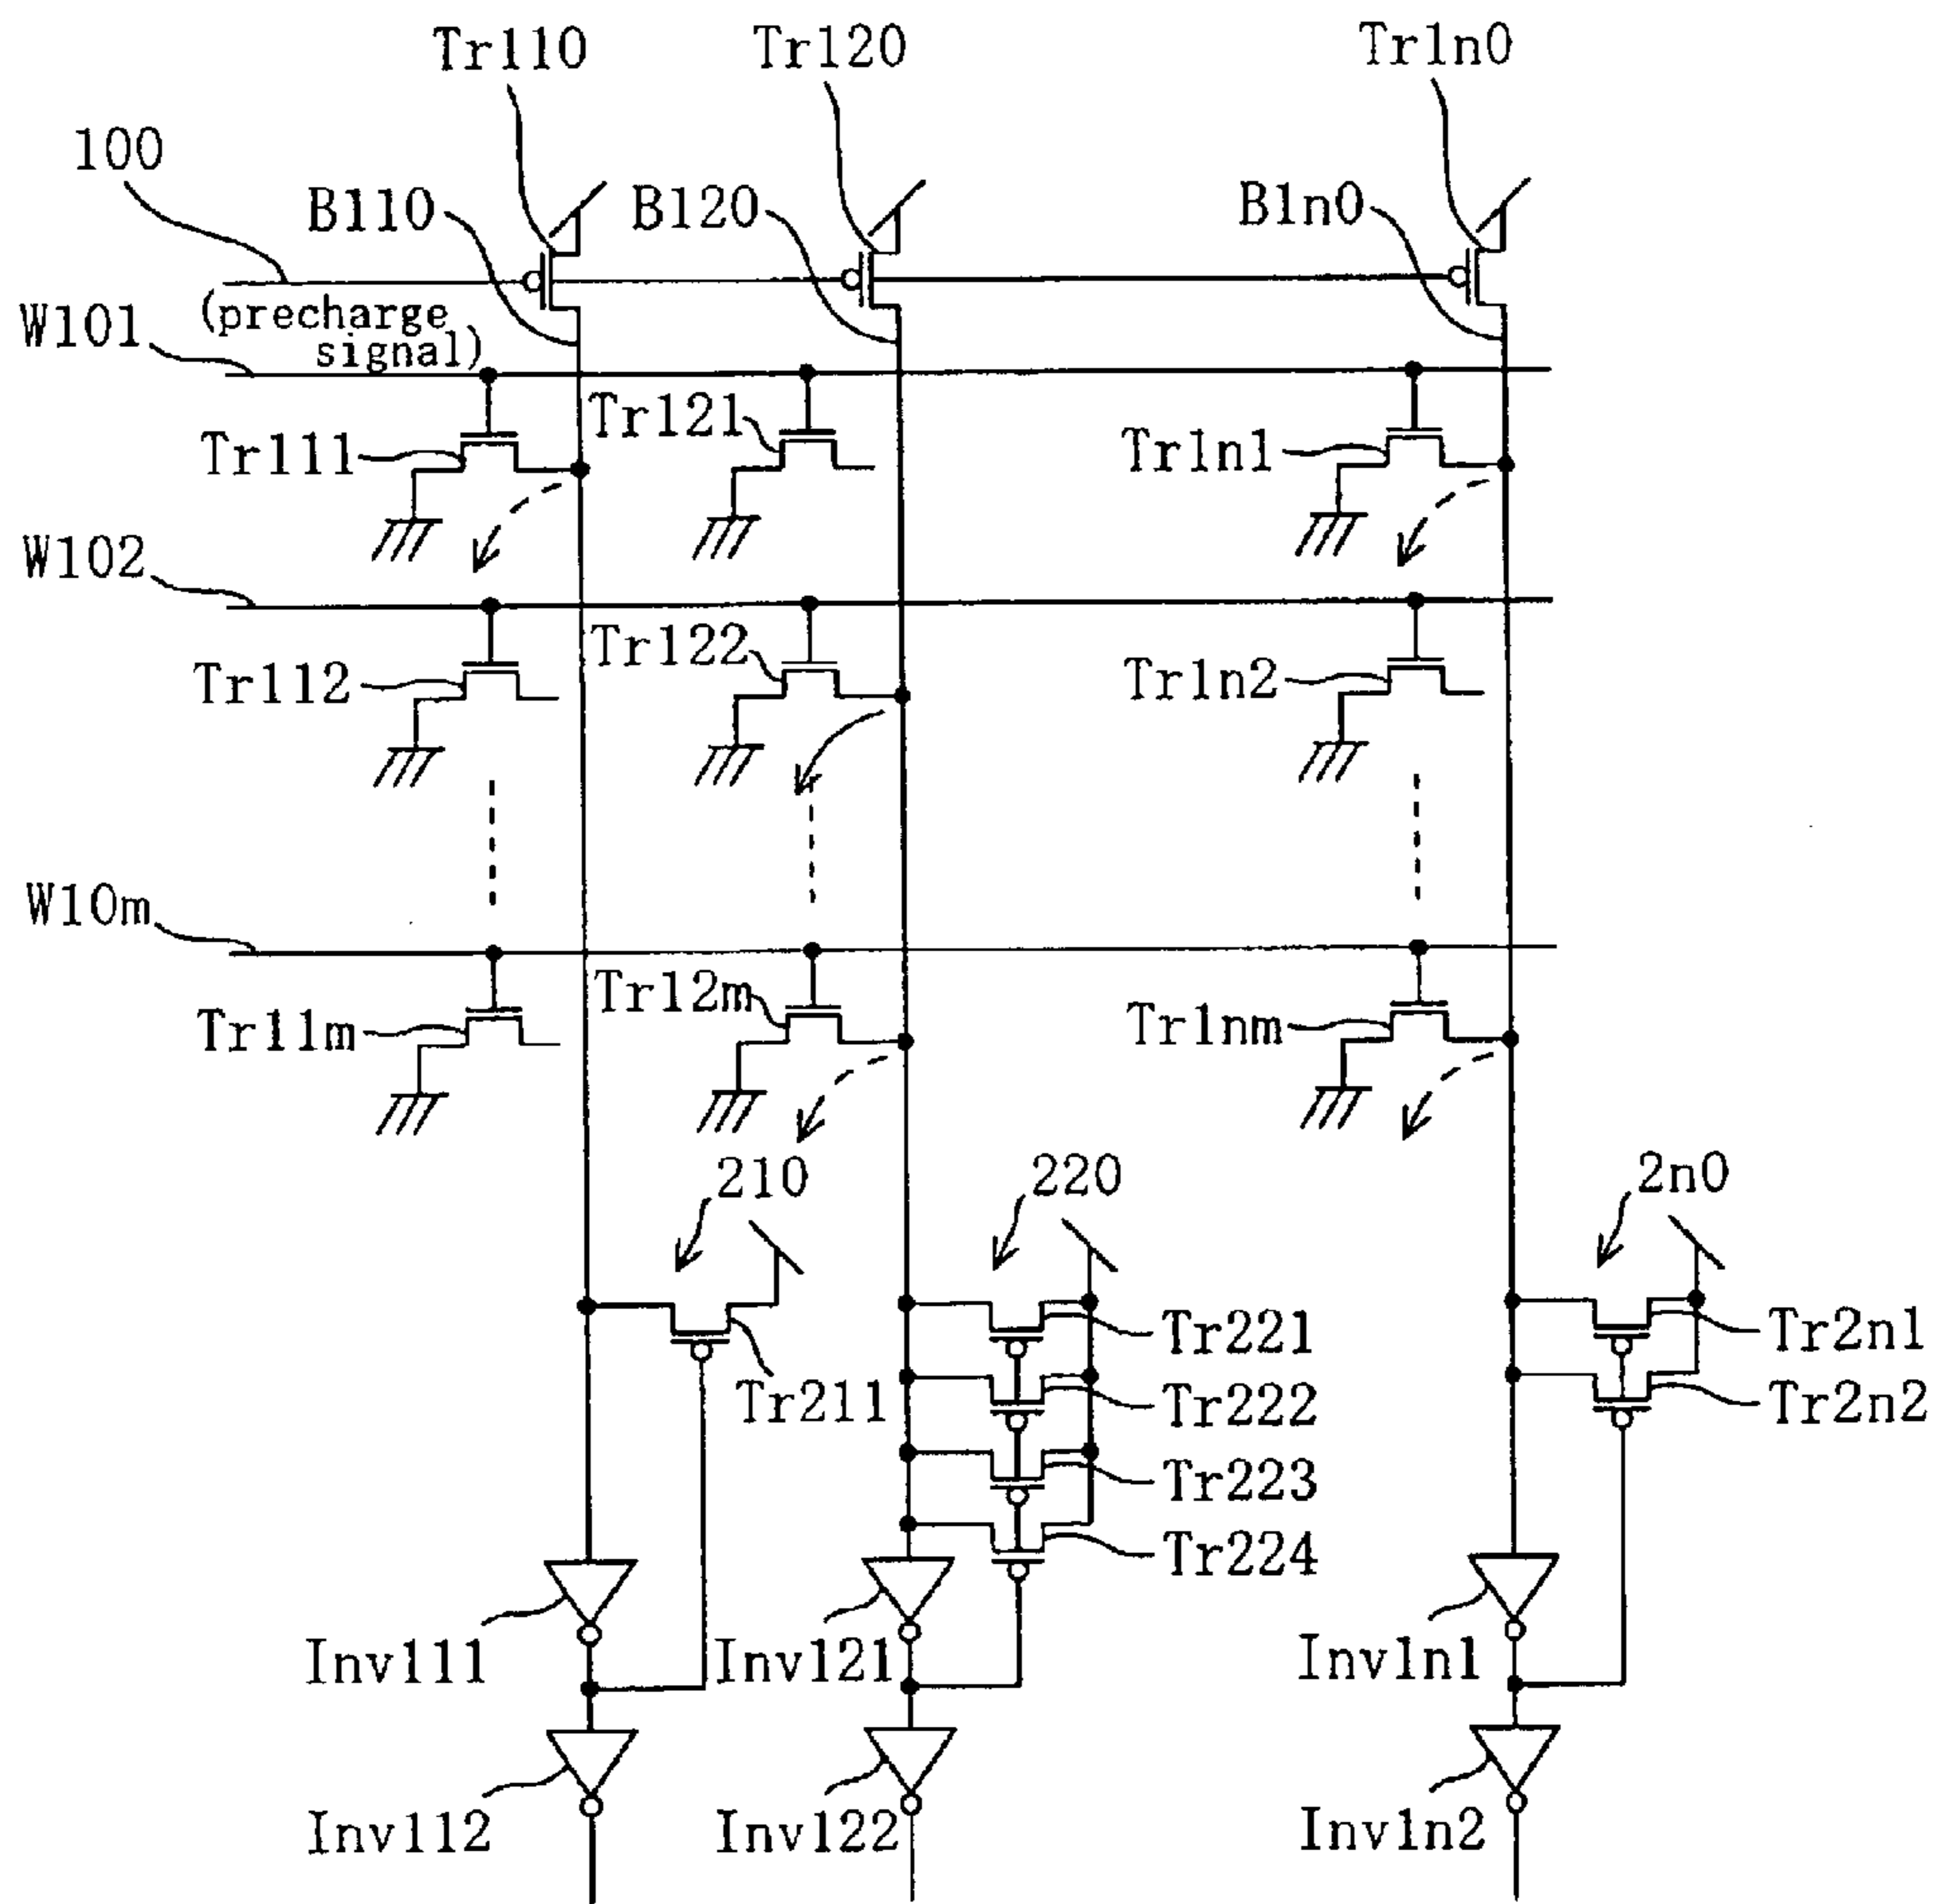 Tr110 Tr120 Tr1n0
100
B110 B120 B1n0
W101 (precharge
signal)
Tr111 Tr121 Tr1n1
W102
Tr112 Tr122 Tr1n2
W10m
Tr11m Tr12m Tr1nm
210 220 2n0
Tr221 Tr2n1
Tr211 Tr222 Tr2n2
Tr223
Tr224
Inv111 Inv121 Inv1n1
Inv112 Inv122 Inv1n2